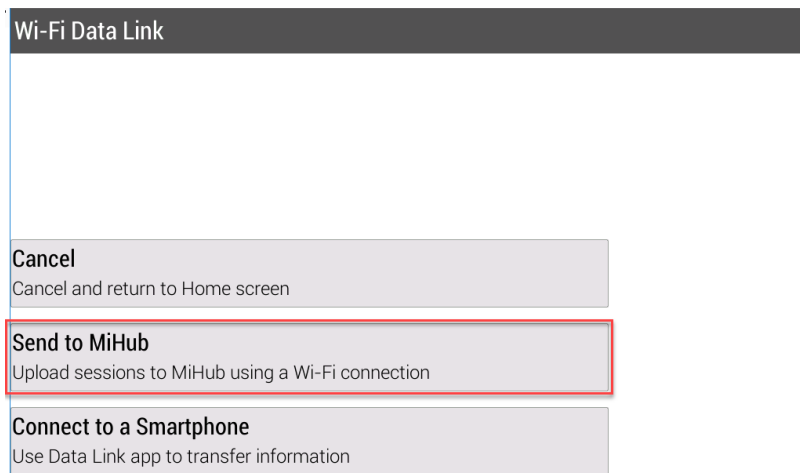 Wi-Fi Data Link
Cancel
Cancel and return to Home screen
Send to MiHub
Upload sessions to MiHub using a Wi-Fi connection
Connect to a Smartphone
Use Data Link app to transfer information